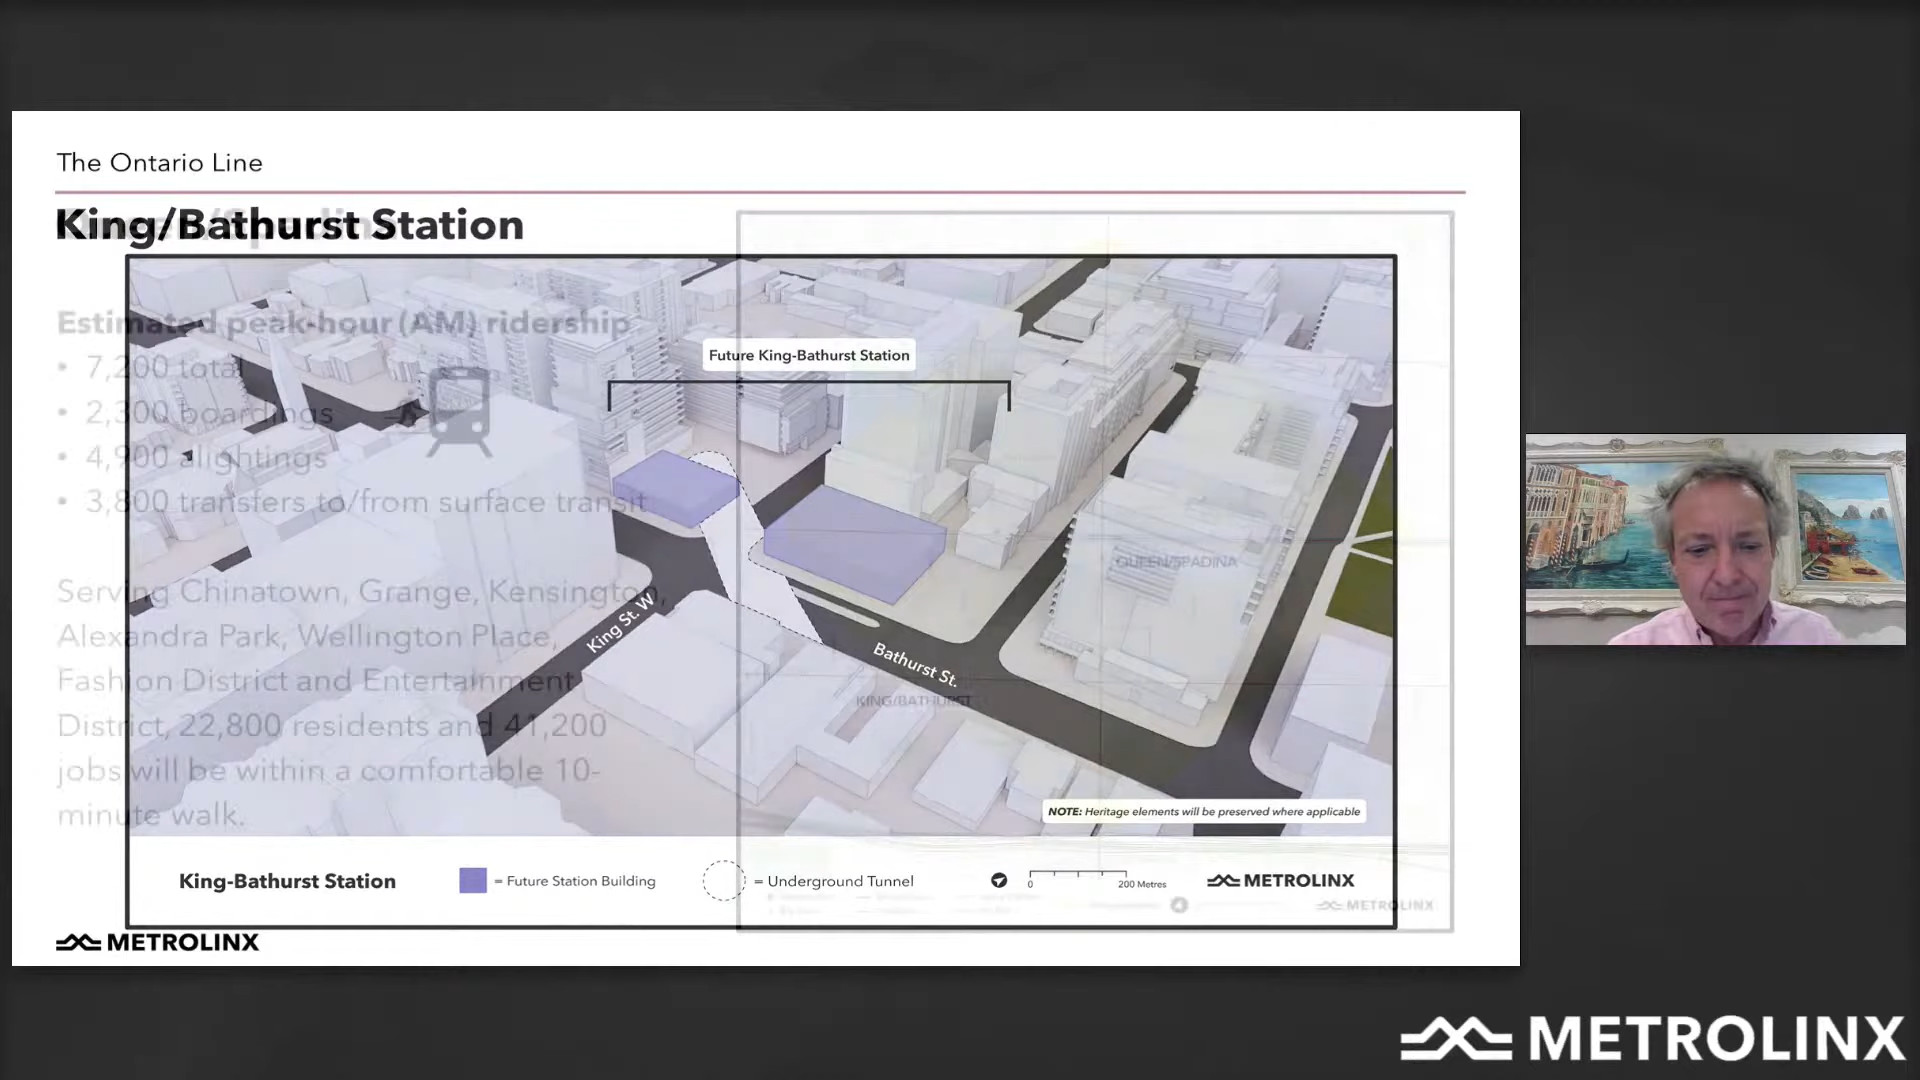 The Ontario Line
King/Bathurst Station
Queen/Spadina
Estimated peak-hour (AM) ridership
• 7,200 total
• 2,300 boardings
• 4,900 alightings
• 3,800 transfers to/from surface transit
Serving Chinatown, Grange, Kensington,
Alexandra Park, Wellington Place,
Fashion District and Entertainment
District, 22,800 residents and 41,200
jobs will be within a comfortable 10-
minute walk.
Future King-Bathurst Station
QUEEN/SPADINA
King St. W
Bathurst St.
KING/BATHURST
NOTE: Heritage elements will be preserved where applicable
King-Bathurst Station
= Future Station Building
= Underground Tunnel
0 200 Metres
METROLINX
METROLINX
METROLINX
METROLINX